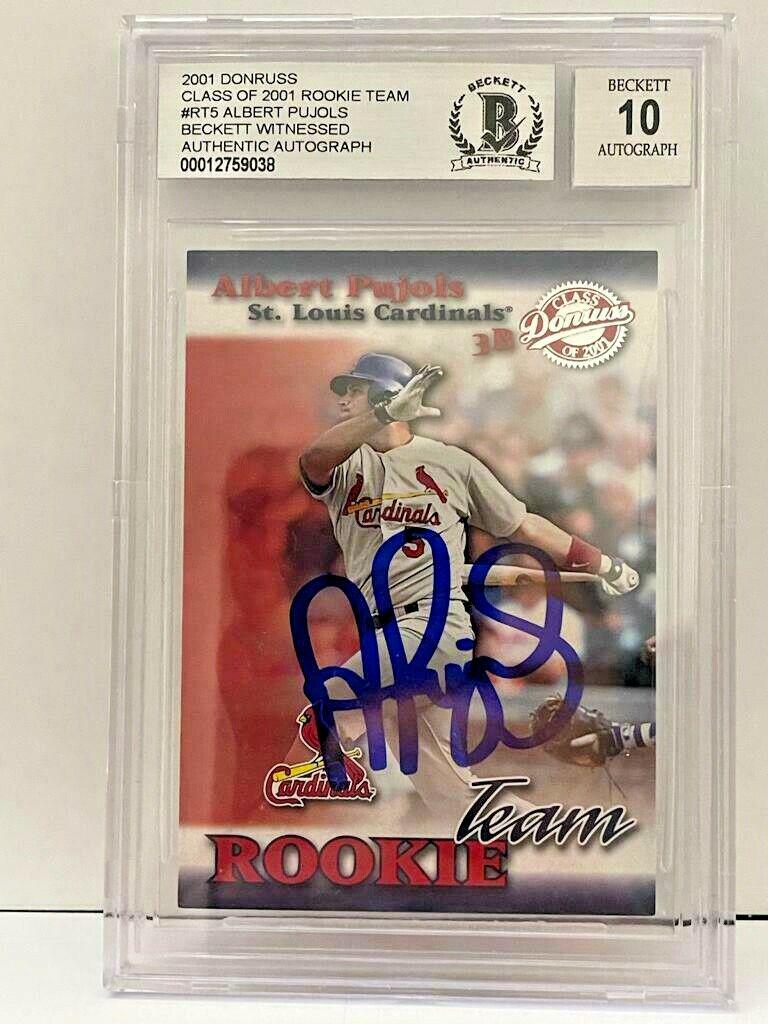 2001 DONRUSS
CLASS OF 2001 ROOKIE TEAM
#RT5 ALBERT PUJOLS
BECKETT WITNESSED
AUTHENTIC AUTOGRAPH
00012759038
BECKETT
B
AUTHENTIC
BECKETT
10
AUTOGRAPH
Albert Pujols
St. Louis Cardinals®
3B
CLASS
Donruss
OF 2001
Cardinals
5
Cardinals
Team
ROOKIE